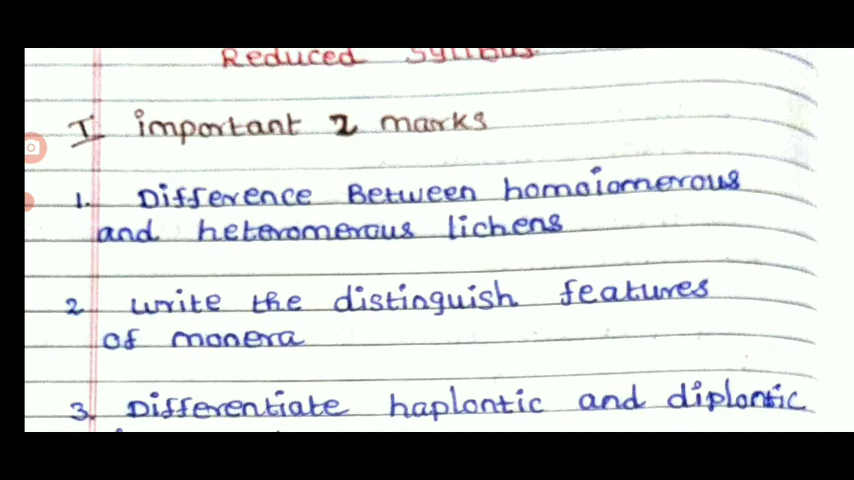 Reduced Syllbus.
I important 2 marks
1. Difference Between homoiomerous
and heteromerous lichens
2. write the distinguish features
of monera
3. Differentiate haplontic and diplontic